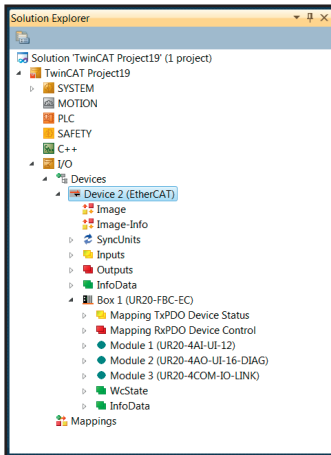 Solution Explorer
Solution 'TwinCAT Project19' (1 project)
TwinCAT Project19
SYSTEM
MOTION
PLC
SAFETY
C++
I/O
Devices
Device 2 (EtherCAT)
Image
Image-Info
SyncUnits
Inputs
Outputs
InfoData
Box 1 (UR20-FBC-EC)
Mapping TxPDO Device Status
Mapping RxPDO Device Control
Module 1 (UR20-4AI-UI-12)
Module 2 (UR20-4AO-UI-16-DIAG)
Module 3 (UR20-4COM-IO-LINK)
WcState
InfoData
Mappings